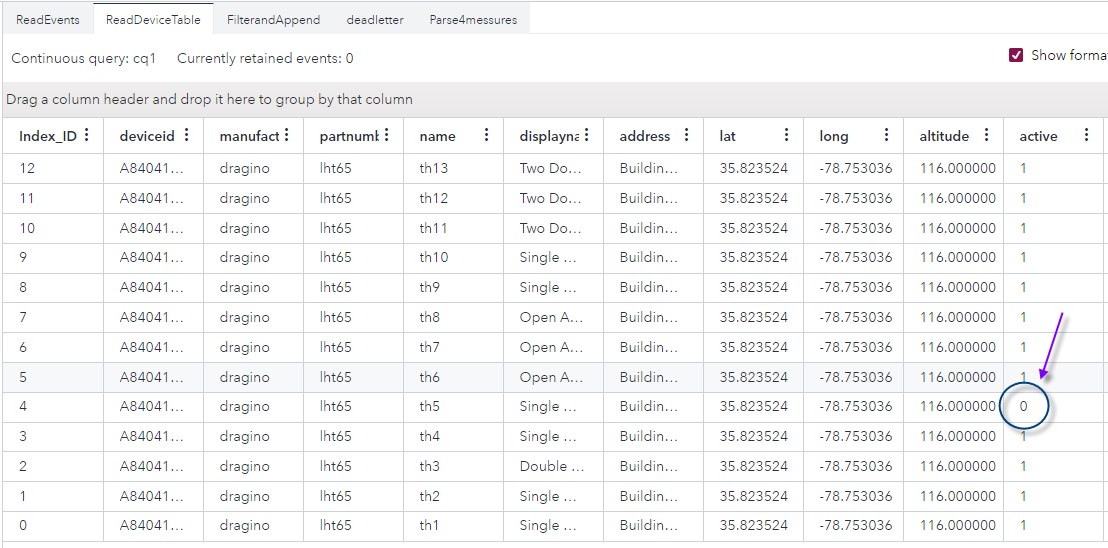 ReadEvents ReadDeviceTable FilterandAppend deadletter Parse4messures
Continuous query: cq1 Currently retained events: 0 Show format
Drag a column header and drop it here to group by that column
Index_ID deviceid manufact partnumb name displayna address lat long altitude active
12 A84041... dragino lht65 th13 Two Do... Buildin... 35.823524 -78.753036 116.000000 1
11 A84041... dragino lht65 th12 Two Do... Buildin... 35.823524 -78.753036 116.000000 1
10 A84041... dragino lht65 th11 Two Do... Buildin... 35.823524 -78.753036 116.000000 1
9 A84041... dragino lht65 th10 Single ... Buildin... 35.823524 -78.753036 116.000000 1
8 A84041... dragino lht65 th9 Single ... Buildin... 35.823524 -78.753036 116.000000 1
7 A84041... dragino lht65 th8 Open A... Buildin... 35.823524 -78.753036 116.000000 1
6 A84041... dragino lht65 th7 Open A... Buildin... 35.823524 -78.753036 116.000000 1
5 A84041... dragino lht65 th6 Open A... Buildin... 35.823524 -78.753036 116.000000 1
4 A84041... dragino lht65 th5 Single ... Buildin... 35.823524 -78.753036 116.000000 0
3 A84041... dragino lht65 th4 Single ... Buildin... 35.823524 -78.753036 116.000000 1
2 A84041... dragino lht65 th3 Double ... Buildin... 35.823524 -78.753036 116.000000 1
1 A84041... dragino lht65 th2 Single ... Buildin... 35.823524 -78.753036 116.000000 1
0 A84041... dragino lht65 th1 Single ... Buildin... 35.823524 -78.753036 116.000000 1